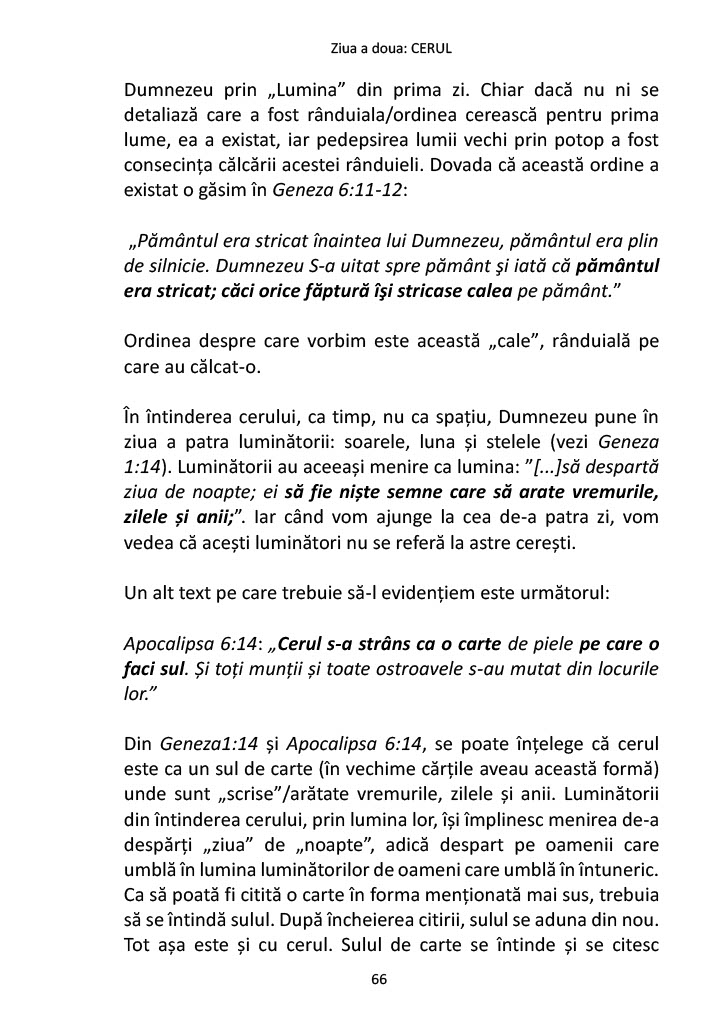 Ziua a doua: CERUL
Dumnezeu prin „Lumina” din prima zi. Chiar dacă nu ni se
detaliază care a fost rânduiala/ordinea cerească pentru prima
lume, ea a existat, iar pedepsirea lumii vechi prin potop a fost
consecința călcării acestei rânduieli. Dovada că această ordine a
existat o găsim în Geneza 6:11-12:
„Pământul era stricat înaintea lui Dumnezeu, pământul era plin
de silnicie. Dumnezeu S-a uitat spre pământ şi iată că pământul
era stricat; căci orice făptură îşi stricase calea pe pământ.”
Ordinea despre care vorbim este această „cale”, rânduială pe
care au călcat-o.
În întinderea cerului, ca timp, nu ca spațiu, Dumnezeu pune în
ziua a patra luminătorii: soarele, luna și stelele (vezi Geneza
1:14). Luminătorii au aceeași menire ca lumina: ”[...]să despartă
ziua de noapte; ei să fie niște semne care să arate vremurile,
zilele și anii;”. Iar când vom ajunge la cea de-a patra zi, vom
vedea că acești luminători nu se referă la astre cerești.
Un alt text pe care trebuie să-l evidențiem este următorul:
Apocalipsa 6:14: „Cerul s-a strâns ca o carte de piele pe care o
faci sul. Și toți munții și toate ostroavele s-au mutat din locurile
lor.”
Din Geneza1:14 și Apocalipsa 6:14, se poate înțelege că cerul
este ca un sul de carte (în vechime cărțile aveau această formă)
unde sunt „scrise”/arătate vremurile, zilele și anii. Luminătorii
din întinderea cerului, prin lumina lor, își împlinesc menirea de-a
despărți „ziua” de „noapte”, adică despart pe oamenii care
umblă în lumina luminătorilor de oameni care umblă în întuneric.
Ca să poată fi citită o carte în forma menționată mai sus, trebuia
să se întindă sulul. După încheierea citirii, sulul se aduna din nou.
Tot așa este și cu cerul. Sulul de carte se întinde și se citesc
66